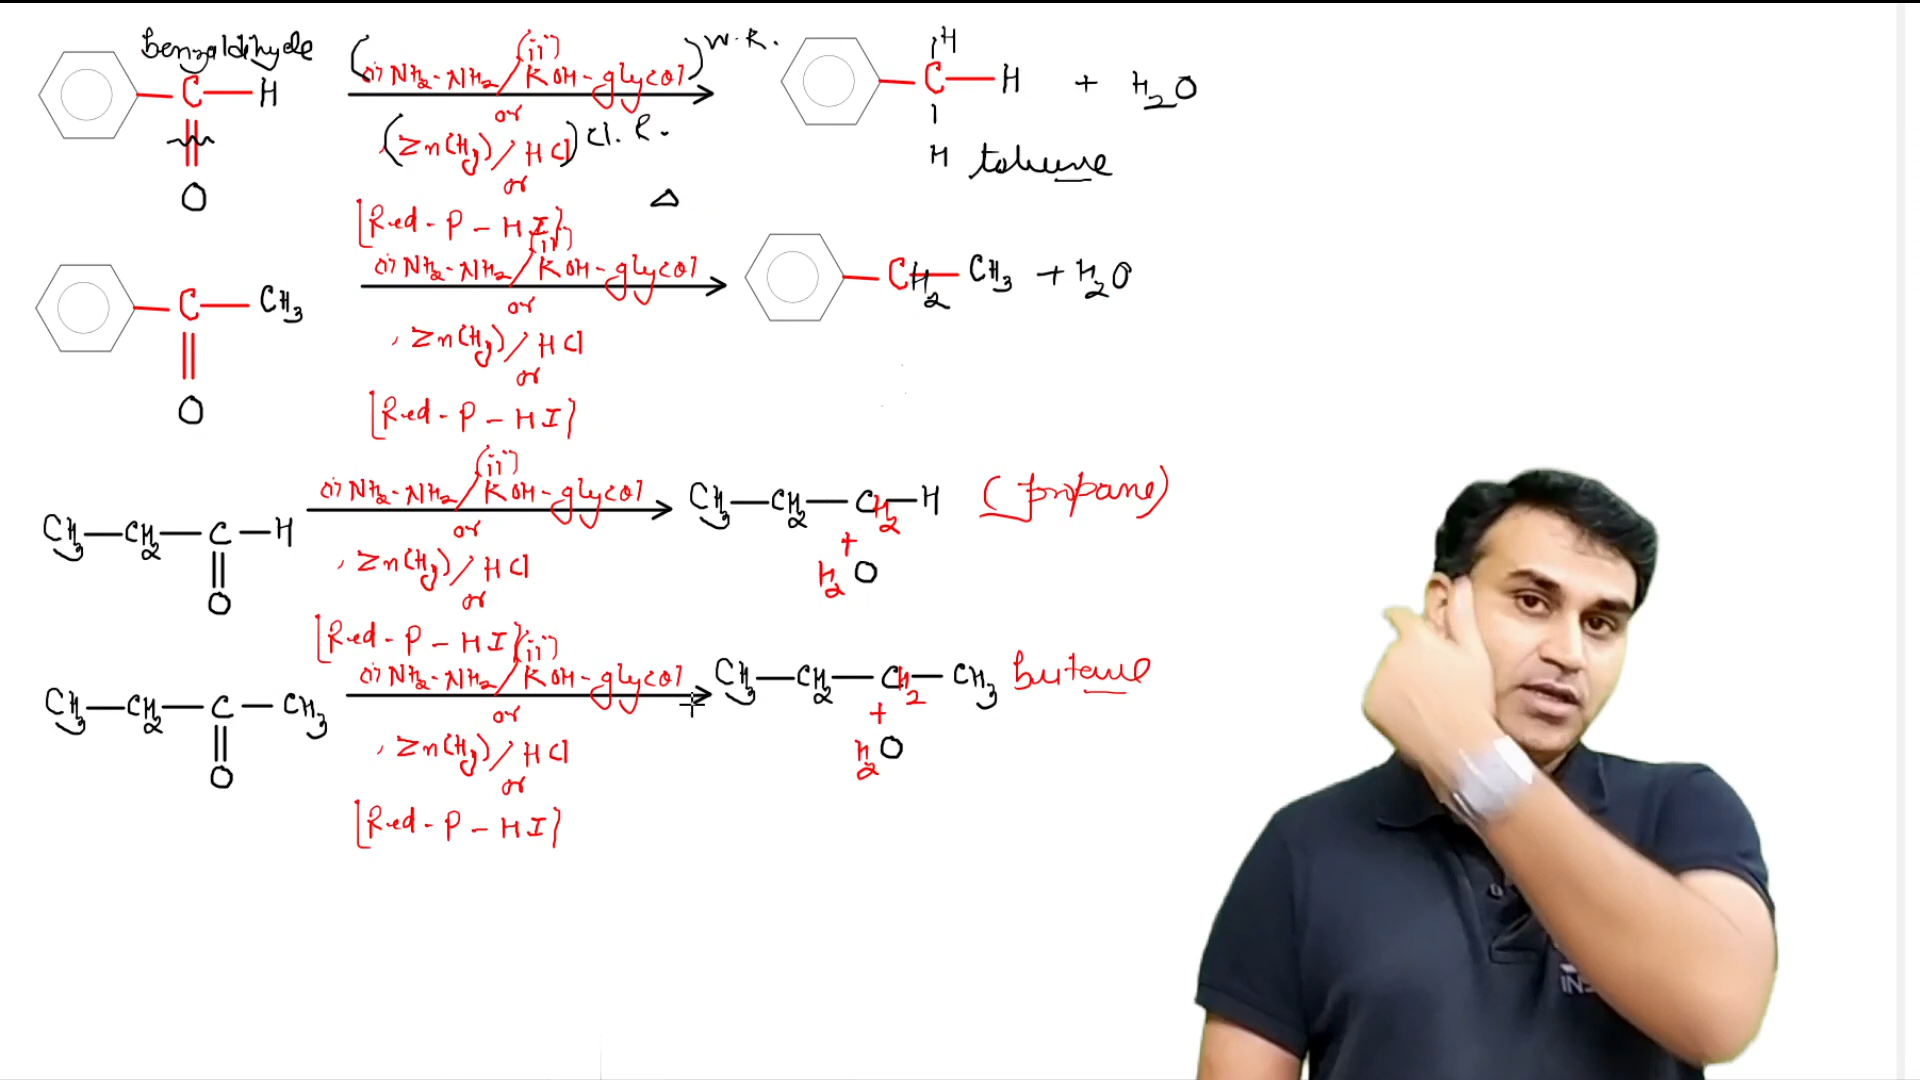 benzaldihyde
C — H
O
(i) NH2-NH2 / (ii) KOH-glycol) W.R.
or
(Zn(Hg) / HCl) Cl. R.
or
[Red - P - HI]
Δ
H
C — H + H2O
H toluene
C — CH3
O
(i) NH2-NH2 / (ii) KOH-glycol
or
, Zn(Hg) / HCl
or
[Red - P - HI]
CH2 — CH3 + H2O
CH3 — CH2 — C — H
O
(i) NH2-NH2 / (ii) KOH-glycol
or
, Zn(Hg) / HCl
or
[Red - P - HI]
CH3 — CH2 — CH2 — H (propane)
+
H2O
CH3 — CH2 — C — CH3
O
(i) NH2-NH2 / (ii) KOH-glycol
or
, Zn(Hg) / HCl
or
[Red - P - HI]
CH3 — CH2 — CH2 — CH3 butane
+
H2O